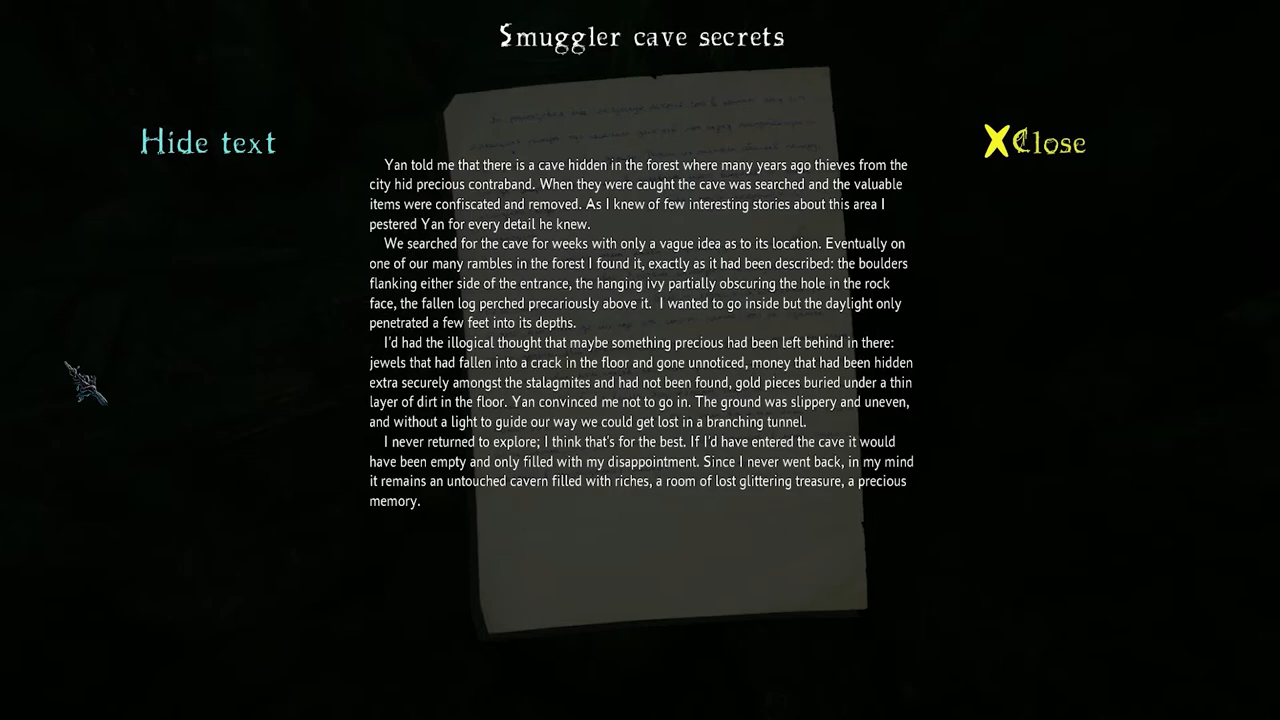 Smuggler cave secrets
Hide text
Close
Yan told me that there is a cave hidden in the forest where many years ago thieves from the
city hid precious contraband. When they were caught the cave was searched and the valuable
items were confiscated and removed. As I knew of few interesting stories about this area I
pestered Yan for every detail he knew.
We searched for the cave for weeks with only a vague idea as to its location. Eventually on
one of our many rambles in the forest I found it, exactly as it had been described: the boulders
flanking either side of the entrance, the hanging ivy partially obscuring the hole in the rock
face, the fallen log perched precariously above it. I wanted to go inside but the daylight only
penetrated a few feet into its depths.
I'd had the illogical thought that maybe something precious had been left behind in there:
jewels that had fallen into a crack in the floor and gone unnoticed, money that had been hidden
extra securely amongst the stalagmites and had not been found, gold pieces buried under a thin
layer of dirt in the floor. Yan convinced me not to go in. The ground was slippery and uneven,
and without a light to guide our way we could get lost in a branching tunnel.
I never returned to explore; I think that's for the best. If I'd have entered the cave it would
have been empty and only filled with my disappointment. Since I never went back, in my mind
it remains an untouched cavern filled with riches, a room of lost glittering treasure, a precious
memory.